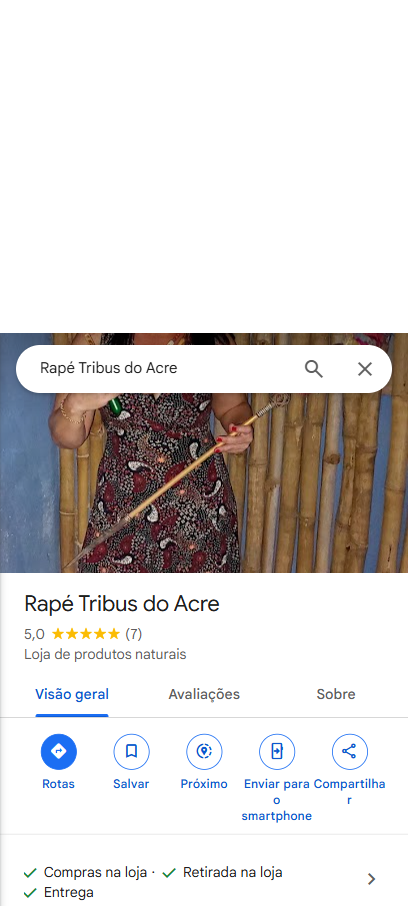 Rapé Tribus do Acre
Rapé Tribus do Acre
5,0 (7)
Loja de produtos naturais
Visão geral
Avaliações
Sobre
Rotas
Salvar
Próximo
Enviar para
o
smartphone
Compartilha
r
Compras na loja · Retirada na loja
Entrega